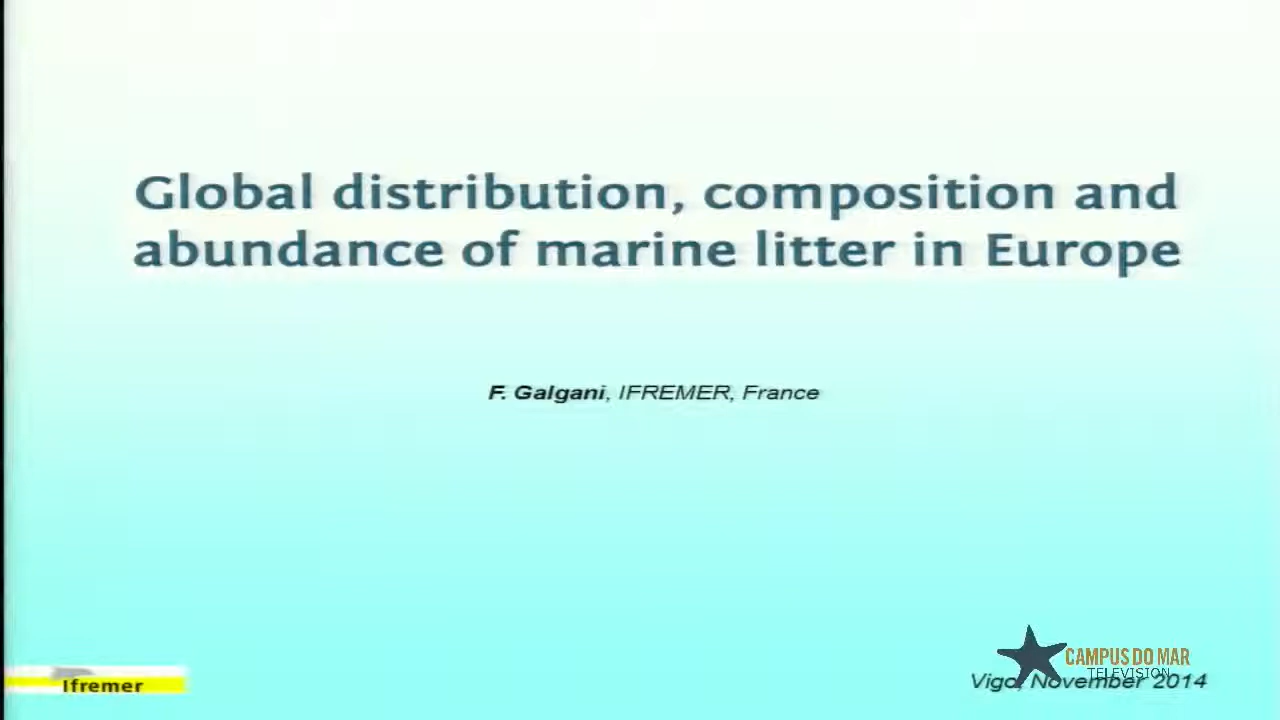 Global distribution, composition and
abundance of marine litter in Europe
F. Galgani, IFREMER, France
CAMPUS DO MAR
TELEVISION
Ifremer
Vigo, November 2014